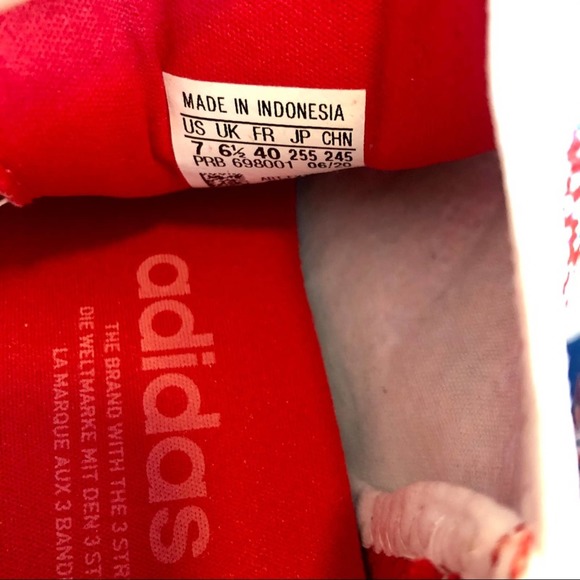 MADE IN INDONESIA
US UK FR JP CHN
7 6½ 40 255 245
PRB 698001 06/20
adidas
THE BRAND WITH THE 3 STR
DIE WELTMARKE MIT DEN 3 ST
LA MARQUE AUX 3 BAND